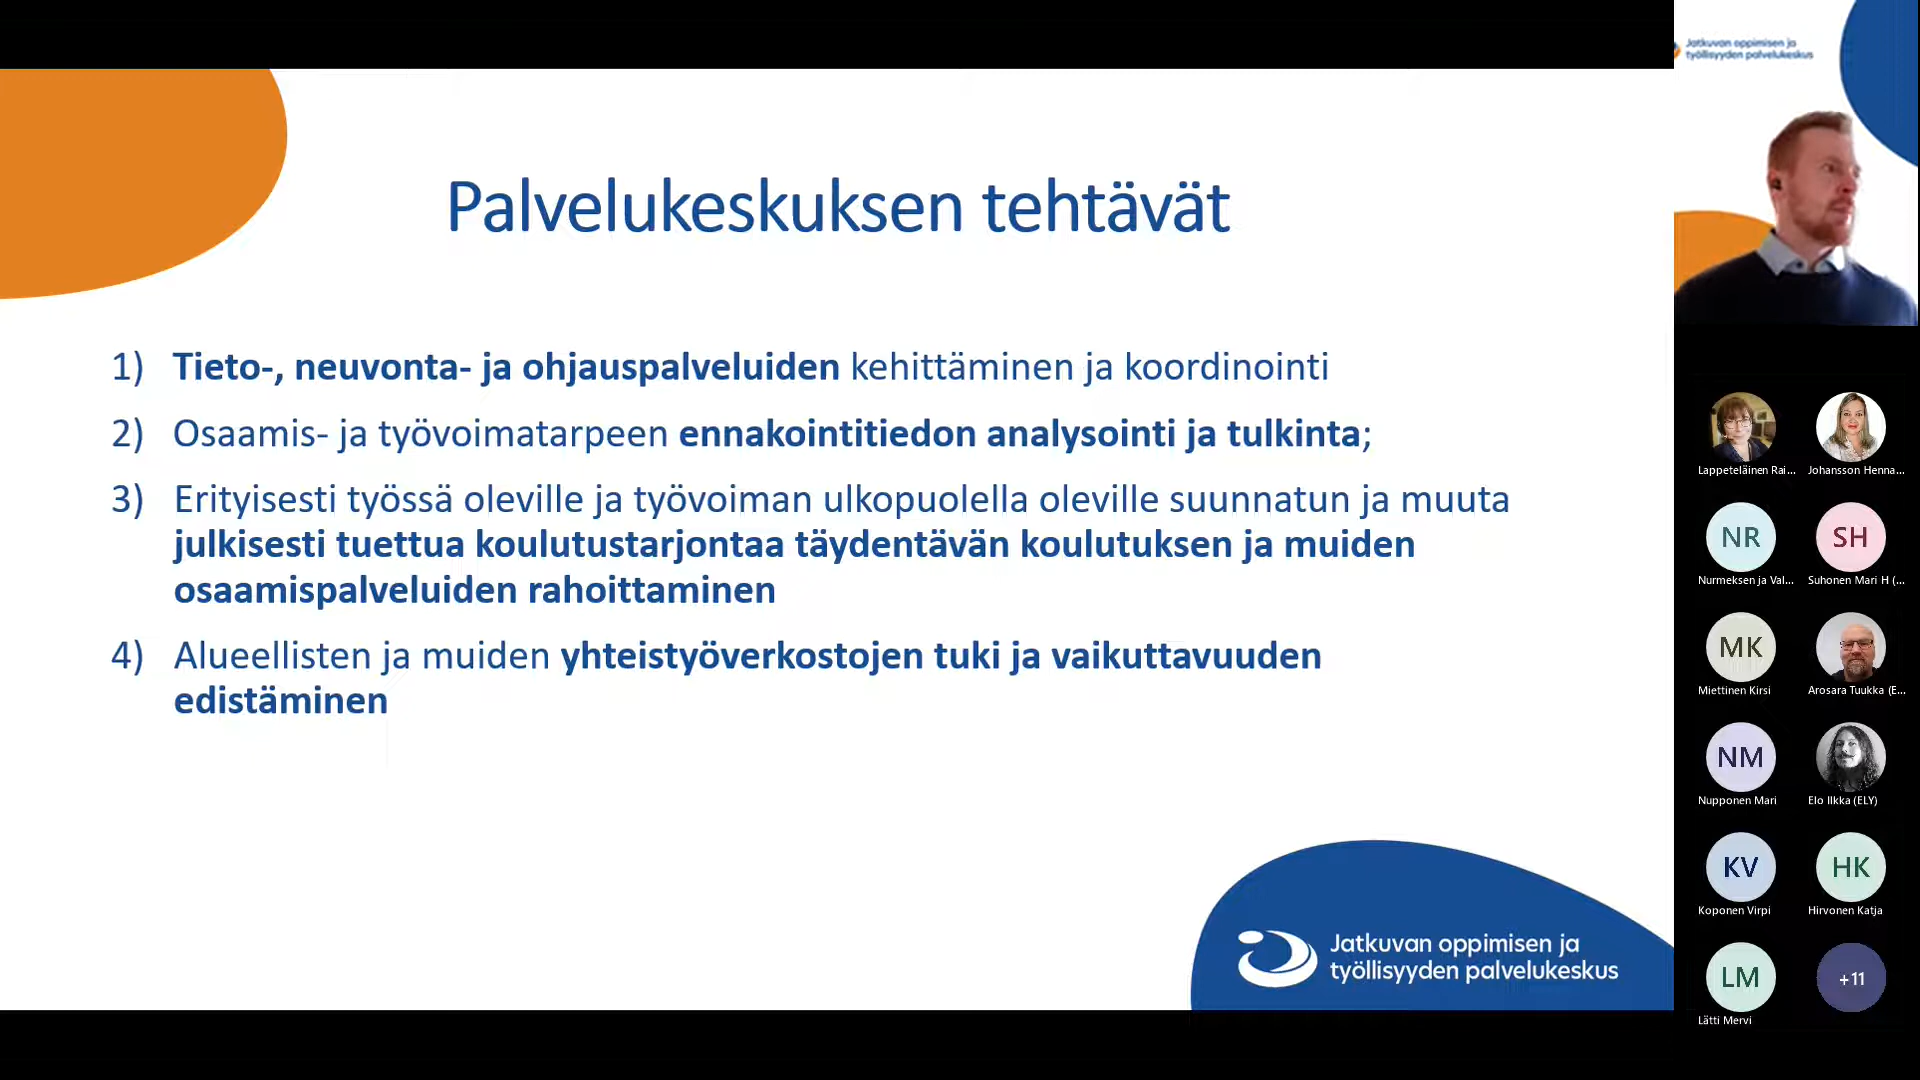 Palvelukeskuksen tehtävät
1) Tieto-, neuvonta- ja ohjauspalveluiden kehittäminen ja koordinointi
2) Osaamis- ja työvoimatarpeen ennakointitiedon analysointi ja tulkinta;
3) Erityisesti työssä oleville ja työvoiman ulkopuolella oleville suunnatun ja muuta
julkisesti tuettua koulutustarjontaa täydentävän koulutuksen ja muiden
osaamispalveluiden rahoittaminen
4) Alueellisten ja muiden yhteistyöverkostojen tuki ja vaikuttavuuden
edistäminen
Jatkuvan oppimisen ja
työllisyyden palvelukeskus
Jatkuvan oppimisen ja
työllisyyden palvelukeskus
Lappeteläinen Rai...
Johansson Henna...
NR
SH
Nurmeksen ja Val...
Suhonen Mari H (...
MK
Miettinen Kirsi
Arosara Tuukka (E...
NM
Nupponen Mari
Elo Ilkka (ELY)
KV
HK
Koponen Virpi
Hirvonen Katja
LM
+11
Lätti Mervi